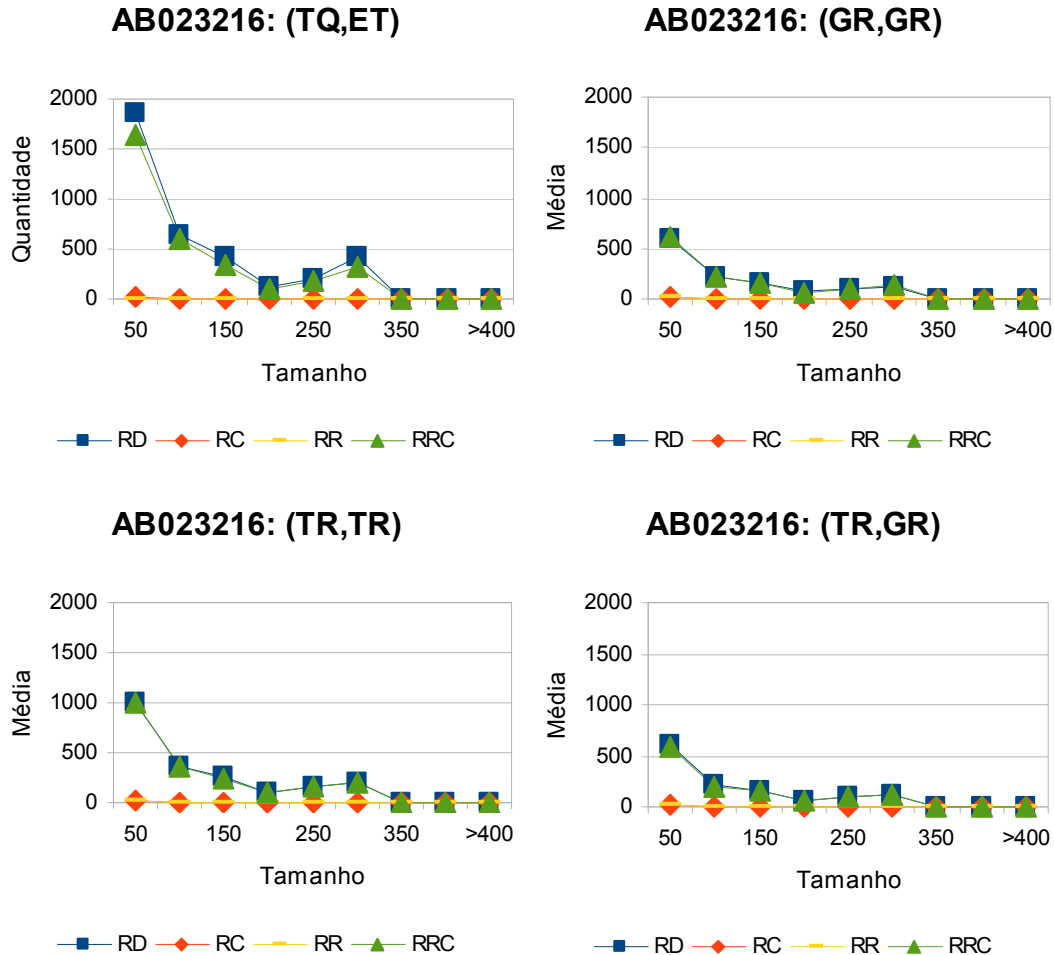 AB023216: (TQ,ET)
2000
1500
1000
500
0
Quantidade
50 150 250 350 >400
Tamanho
RD RC RR RRC
AB023216: (GR,GR)
2000
1500
1000
500
0
Média
50 150 250 350 >400
Tamanho
RD RC RR RRC
AB023216: (TR,TR)
2000
1500
1000
500
0
Média
50 150 250 350 >400
Tamanho
RD RC RR RRC
AB023216: (TR,GR)
2000
1500
1000
500
0
Média
50 150 250 350 >400
Tamanho
RD RC RR RRC